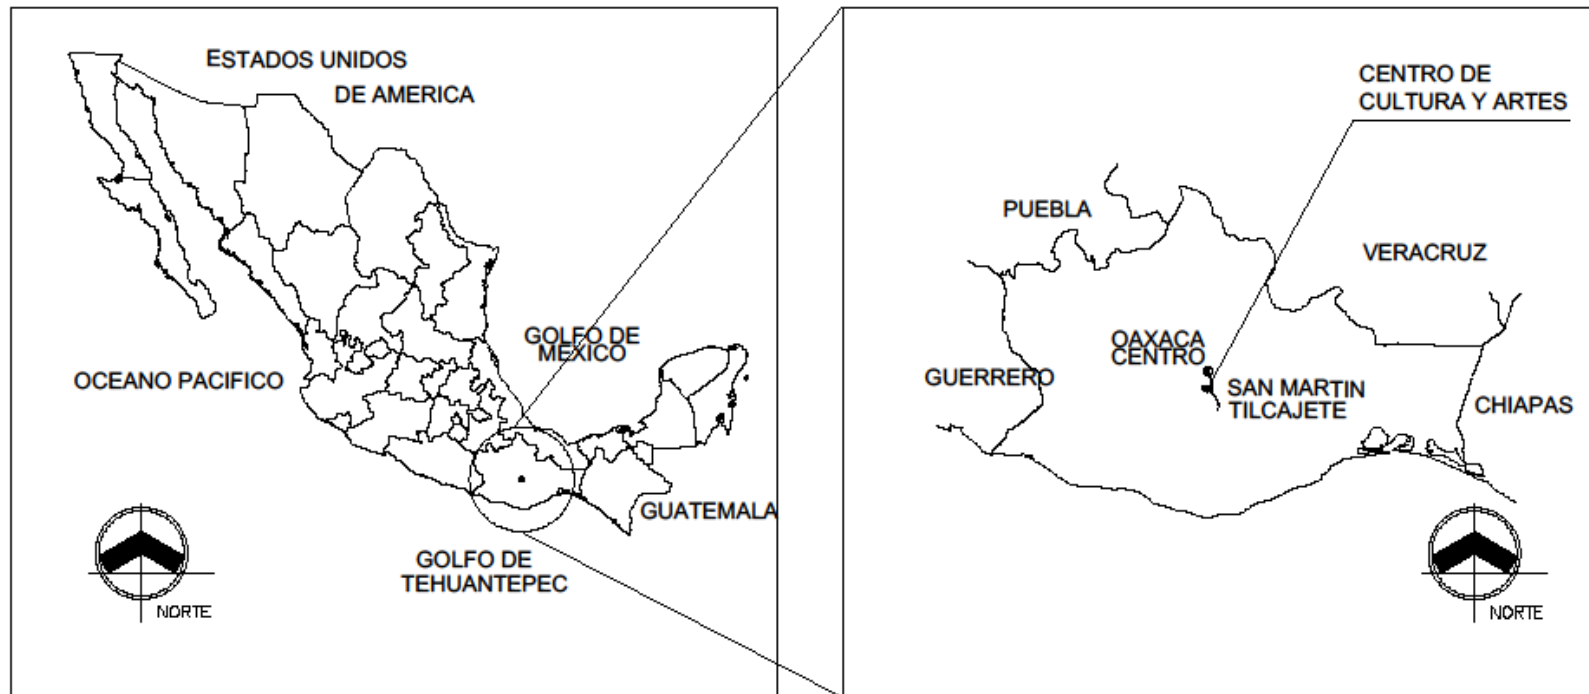 ESTADOS UNIDOS
DE AMERICA
GOLFO DE
MEXICO
OCEANO PACIFICO
GUATEMALA
GOLFO DE
TEHUANTEPEC
NORTE
CENTRO DE
CULTURA Y ARTES
PUEBLA
VERACRUZ
OAXACA
CENTRO
GUERRERO
SAN MARTIN
TILCAJETE
CHIAPAS
NORTE